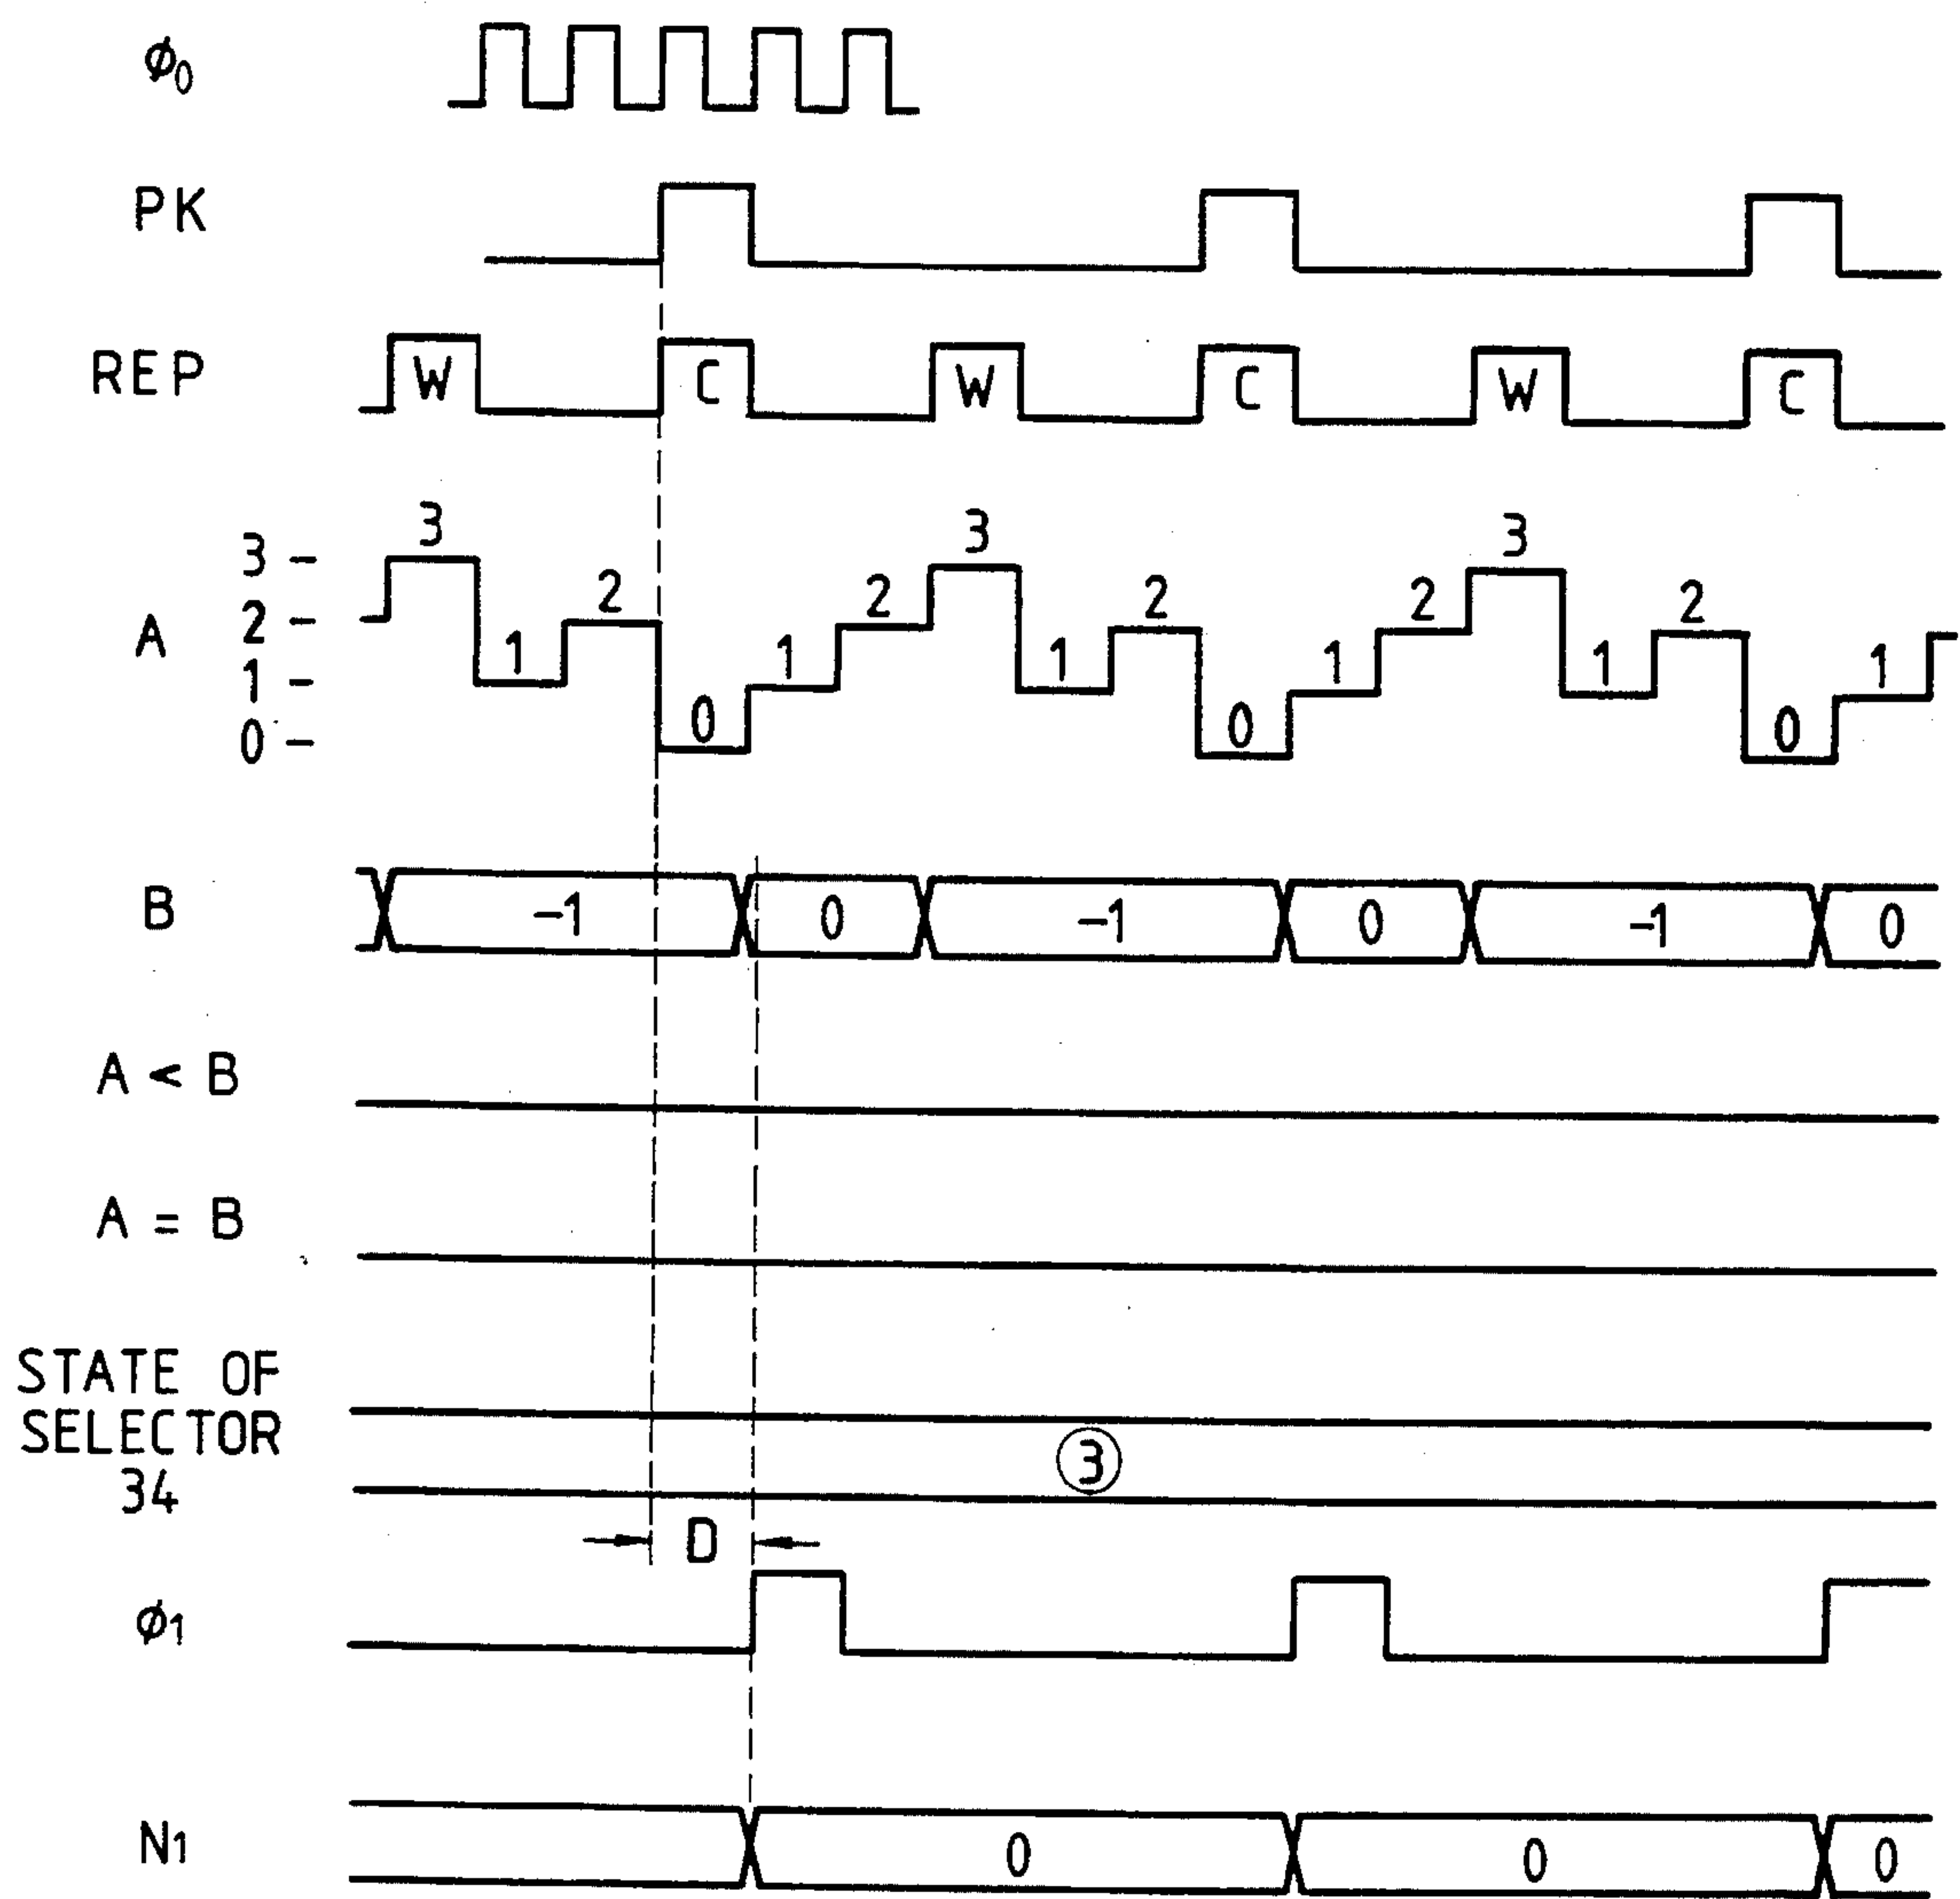 ϕ0
PK
REP W C W C W C
3
3 3
3 –
2 2 2 2 2
A 2 –
1 1 1 1 1 1
1 –
0 0 0
0 –
B -1 0 -1 0 -1 0
A < B
A = B
STATE OF
SELECTOR
34
3
D
ϕ1
N1 0 0 0